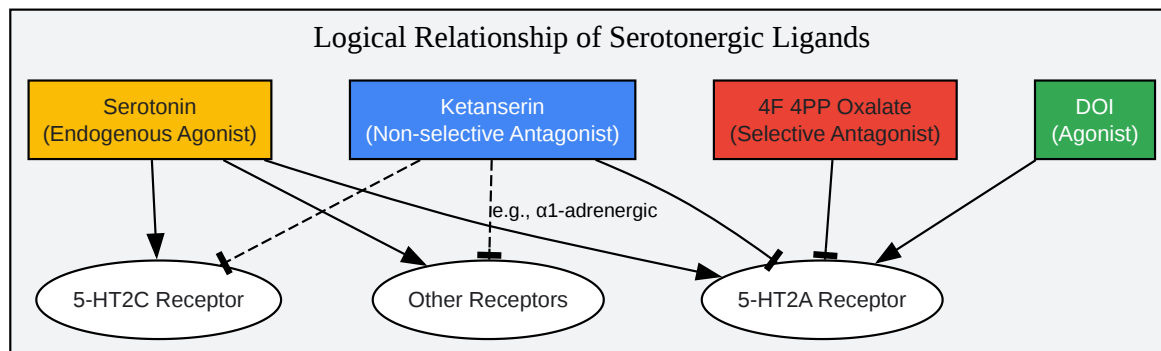 Logical Relationship of Serotonergic Ligands
Serotonin
(Endogenous Agonist)
Ketanserin
(Non-selective Antagonist)
4F 4PP Oxalate
(Selective Antagonist)
DOI
(Agonist)
e.g., α1-adrenergic
5-HT2C Receptor
Other Receptors
5-HT2A Receptor